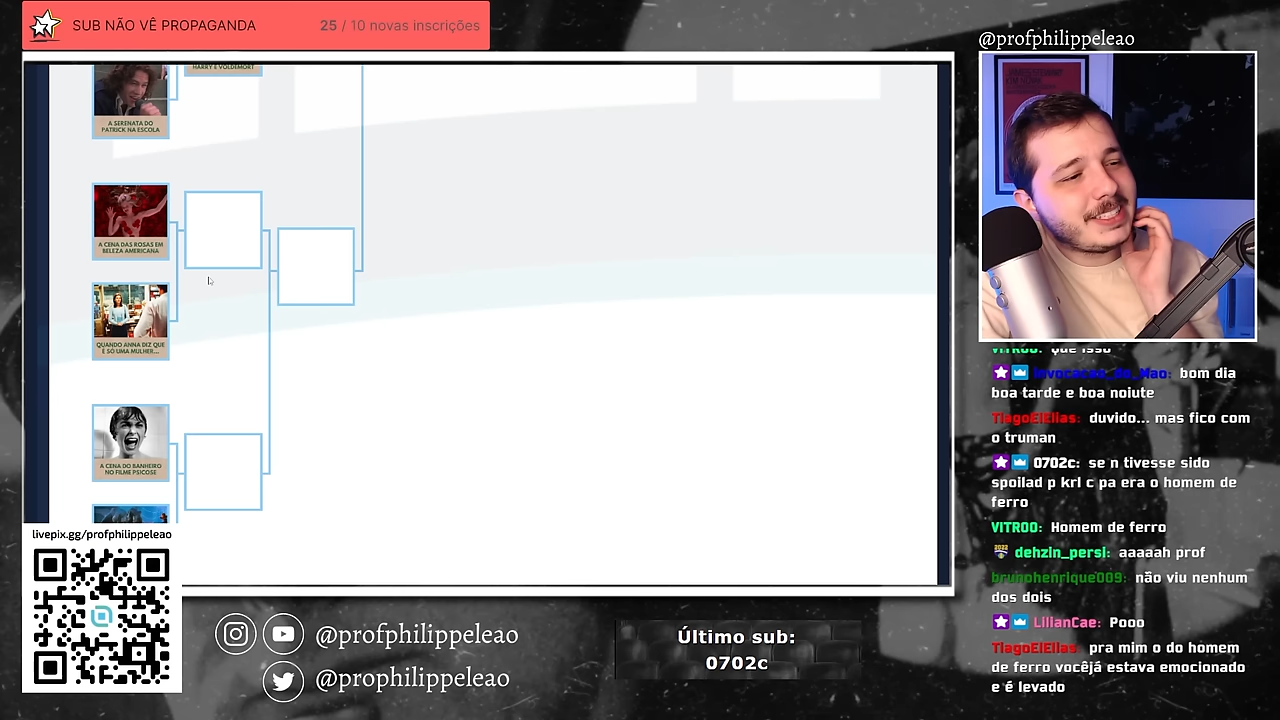 SUB NÃO VÊ PROPAGANDA
25 / 10 novas inscrições
@profphilippeleao
HARRY E VOLDEMORT
A SERENATA DO
PATRICK NA ESCOLA
A CENA DAS ROSAS EM
BELEZA AMERICANA
QUANDO ANNA DIZ QUE
É SÓ UMA MULHER...
A CENA DO BANHEIRO
NO FILME PSICOSE
livepix.gg/profphilippeleao
@profphilippeleao
@prophilippeleao
Último sub:
0702c
VITROO: que isso
Invocacao_do_Mao: bom dia
boa tarde e boa noiute
TiagoElElias: duvido... mas fico com
o truman
0702c: se n tivesse sido
spoilad p krl c pa era o homem de
ferro
VITROO: Homem de ferro
dehzin_persi: aaaaah prof
brunohenrique009: não viu nenhum
dos dois
LilianCae: Pooo
TiagoElElias: pra mim o do homem
de ferro vocêjá estava emocionado
e é levado